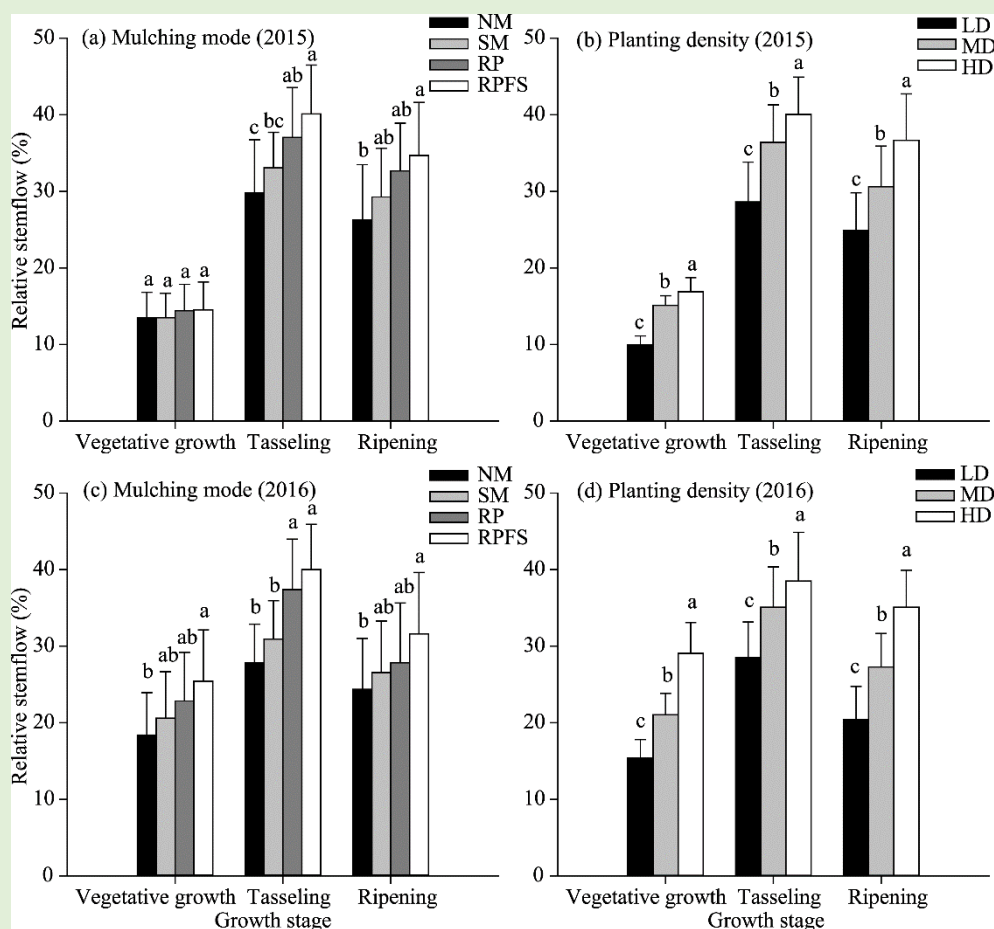 (a) Mulching mode (2015)
NM
SM
RP
RPFS
Relative stemflow (%)
50
40
30
20
10
0
a a a a
c bc ab a
b ab ab a
Vegetative growth Tasseling Ripening
(b) Planting density (2015)
LD
MD
HD
50
40
30
20
10
0
c b a
c b a
c b a
Vegetative growth Tasseling Ripening
(c) Mulching mode (2016)
NM
SM
RP
RPFS
Relative stemflow (%)
50
40
30
20
10
0
b ab ab a
b b a a
b ab ab a
Vegetative growth Tasseling Ripening
Growth stage
(d) Planting density (2016)
LD
MD
HD
50
40
30
20
10
0
c b a
c b a
c b a
Vegetative growth Tasseling Ripening
Growth stage